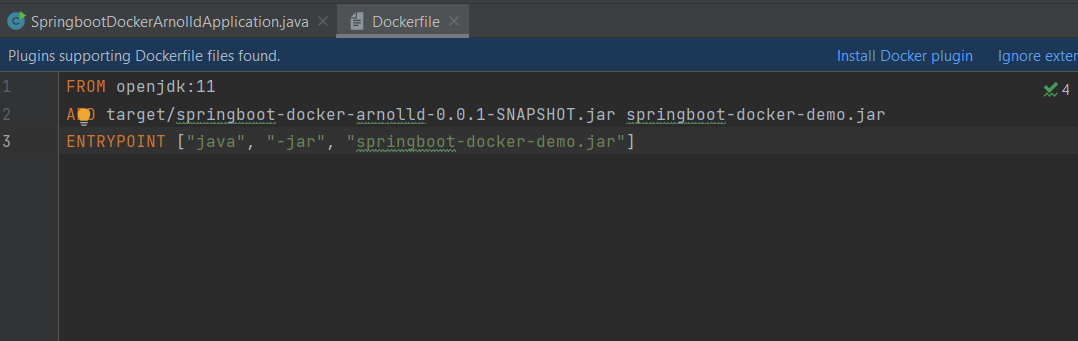 SpringbootDockerArnolldApplication.java Dockerfile
Plugins supporting Dockerfile files found. Install Docker plugin Ignore exter
1 FROM openjdk:11 4
2 target/springboot-docker-arnolld-0.0.1-SNAPSHOT.jar springboot-docker-demo.jar
3 ENTRYPOINT ["java", "-jar", "springboot-docker-demo.jar"]